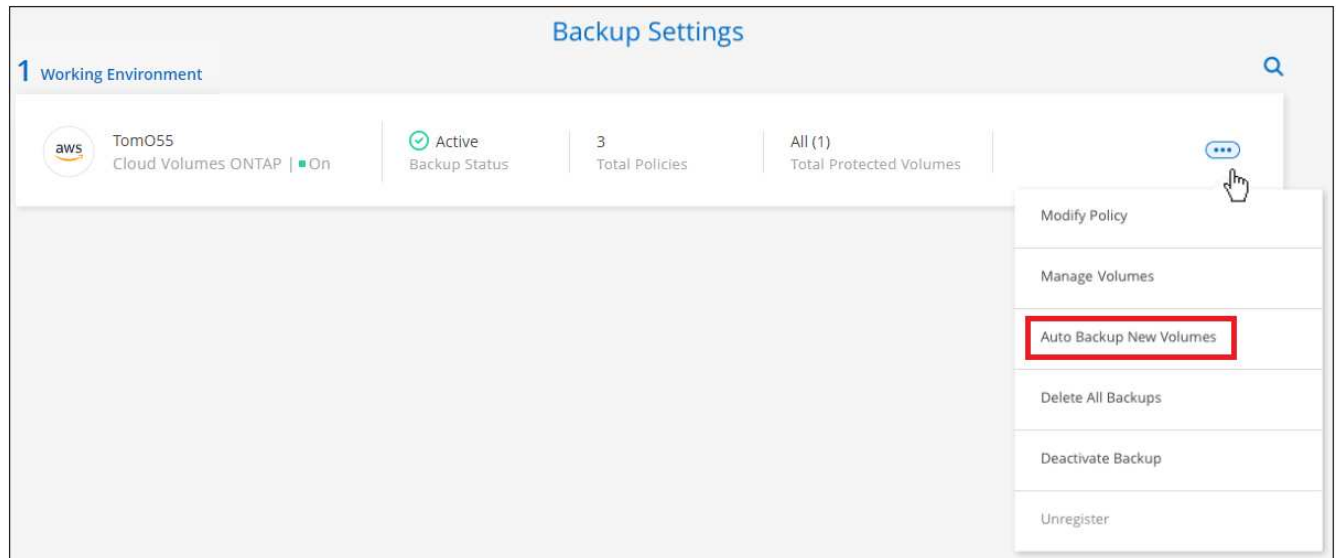 Backup Settings
1 Working Environment
aws
TomO55
Cloud Volumes ONTAP | On
Active
Backup Status
3
Total Policies
All (1)
Total Protected Volumes
Modify Policy
Manage Volumes
Auto Backup New Volumes
Delete All Backups
Deactivate Backup
Unregister